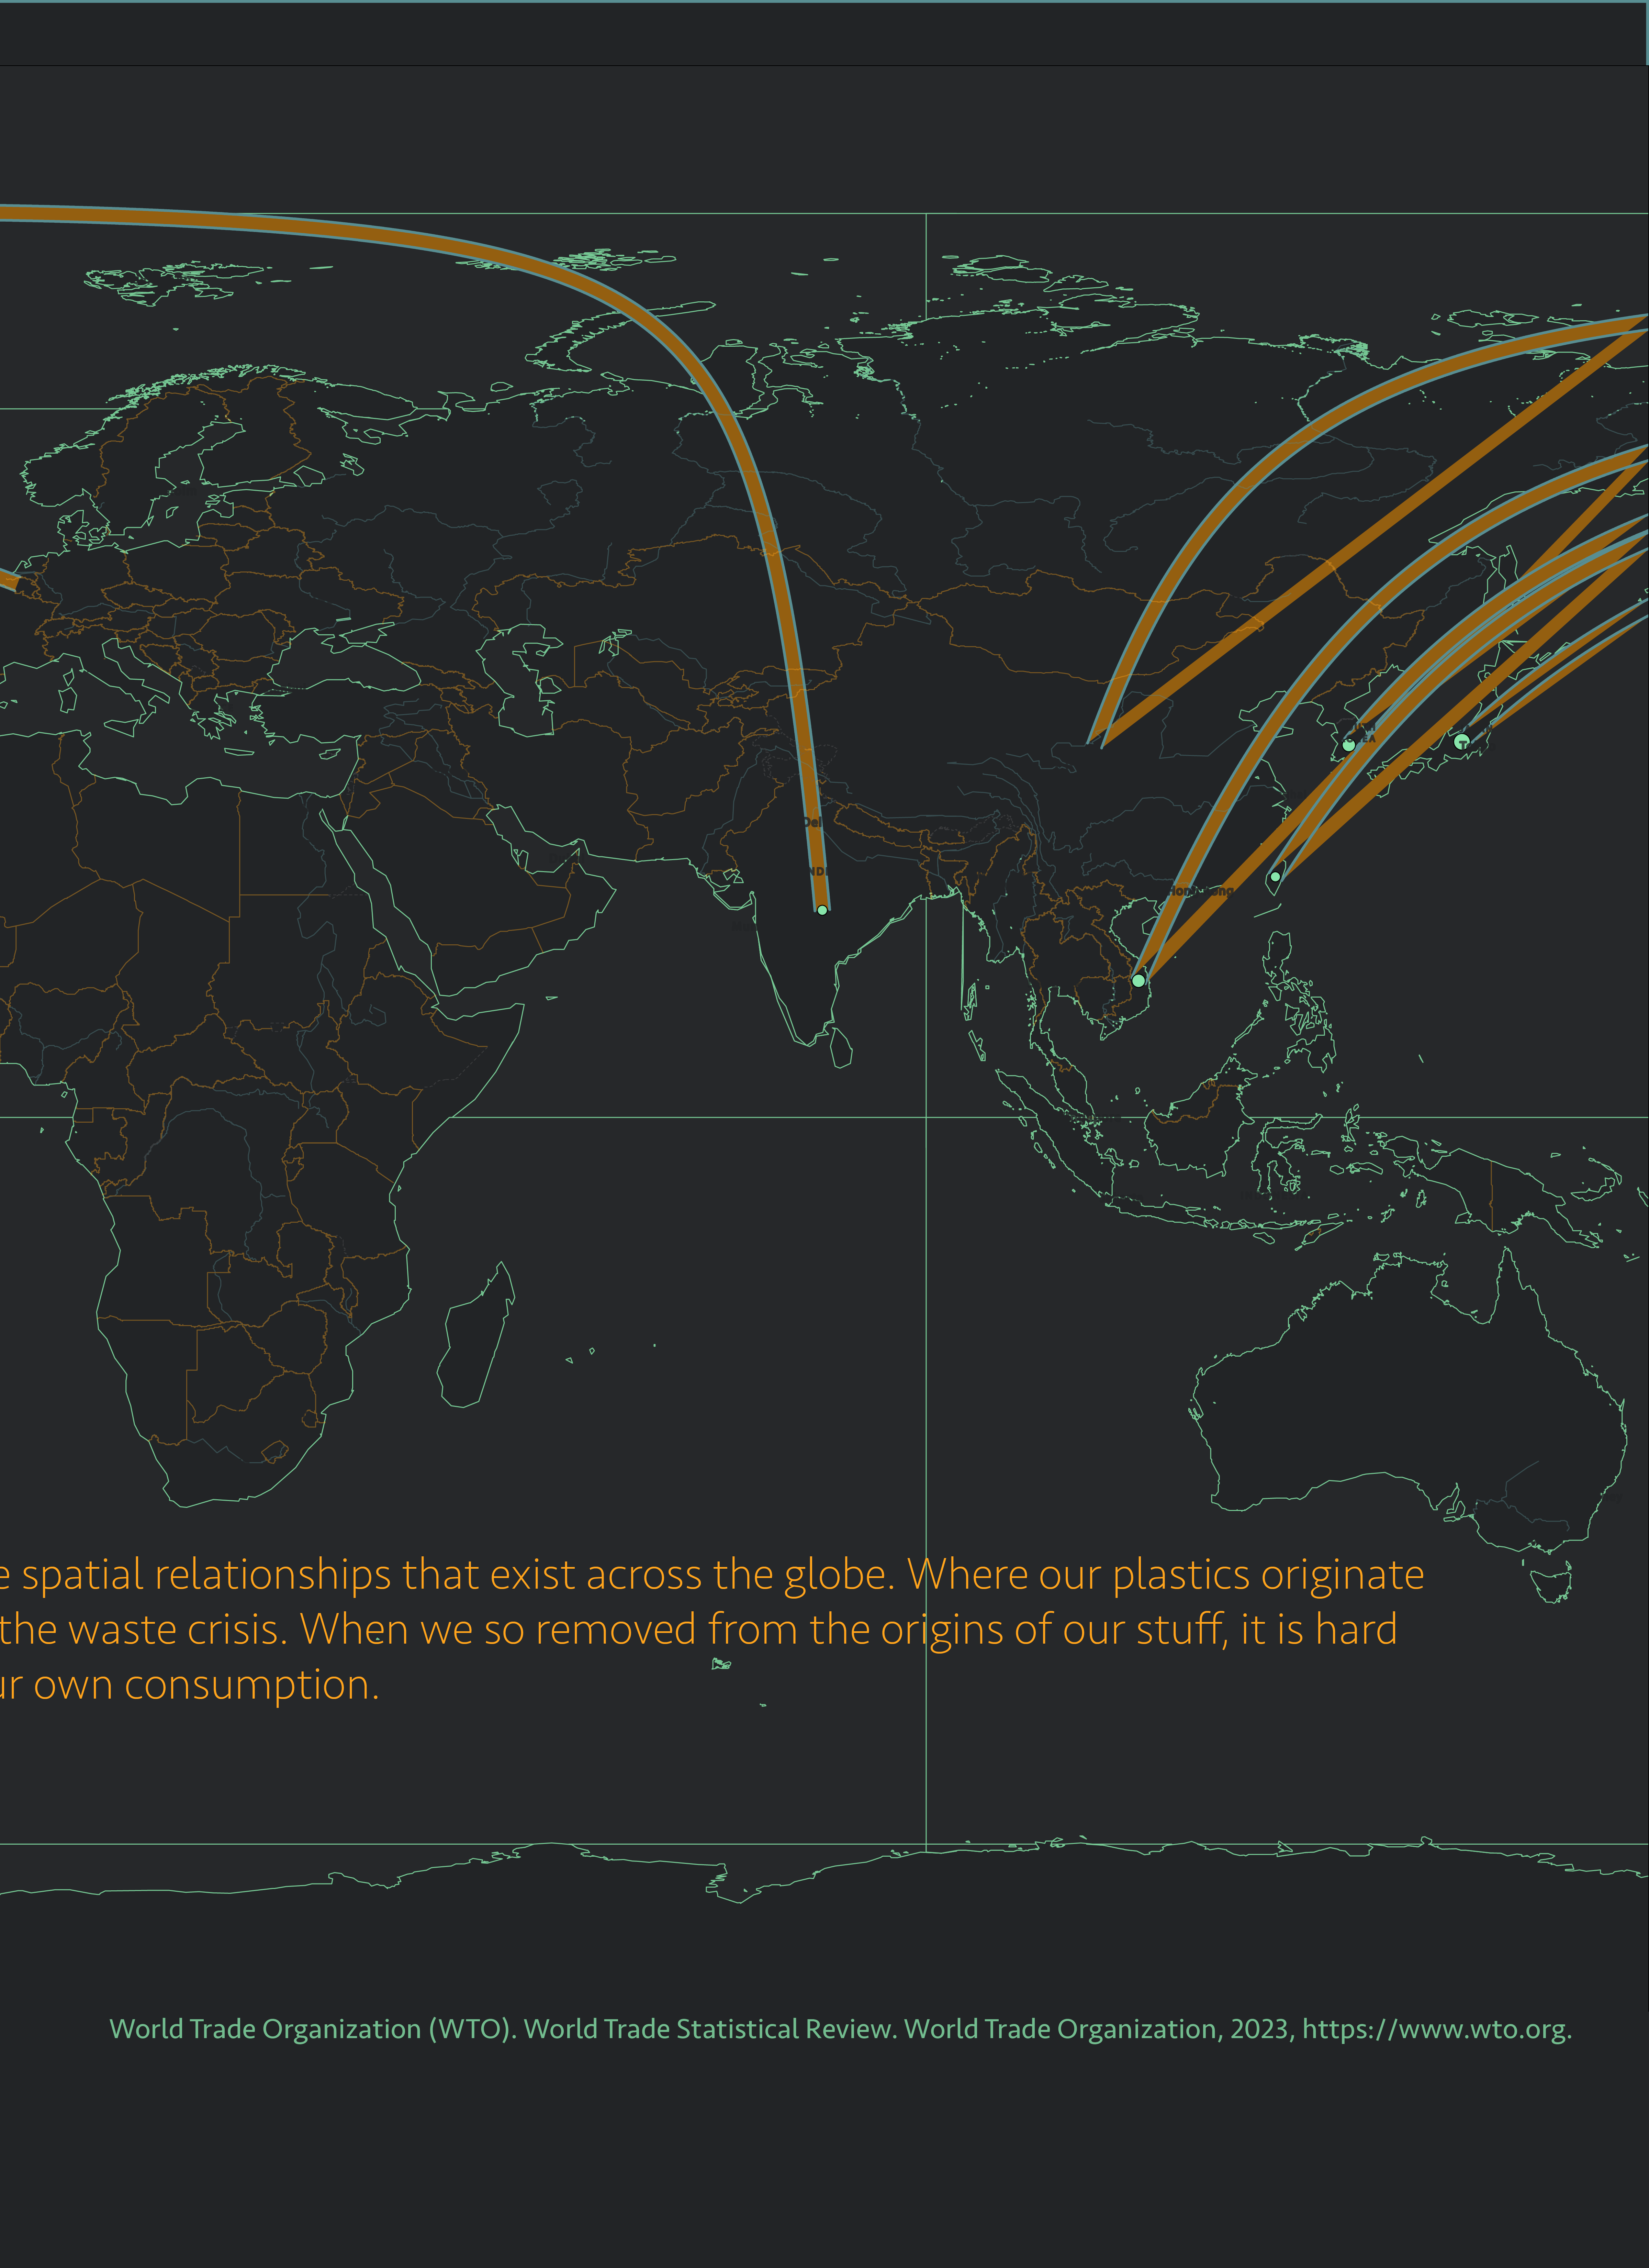 Del
NDI
Hong Kong
e spatial relationships that exist across the globe. Where our plastics originate
the waste crisis. When we so removed from the origins of our stuff, it is hard
ur own consumption.
World Trade Organization (WTO). World Trade Statistical Review. World Trade Organization, 2023, https://www.wto.org.